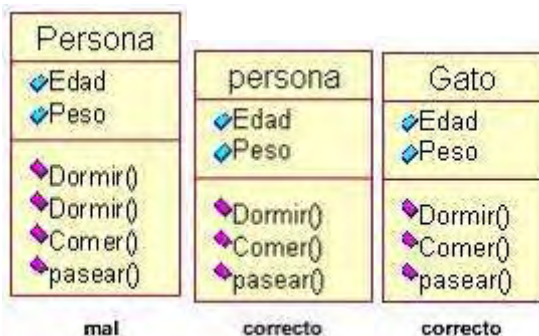 Persona
Edad
Peso
Dormir()
Dormir()
Comer()
pasear()
mal
persona
Edad
Peso
Dormir()
Comer()
pasear()
correcto
Gato
Edad
Peso
Dormir()
Comer()
pasear()
correcto